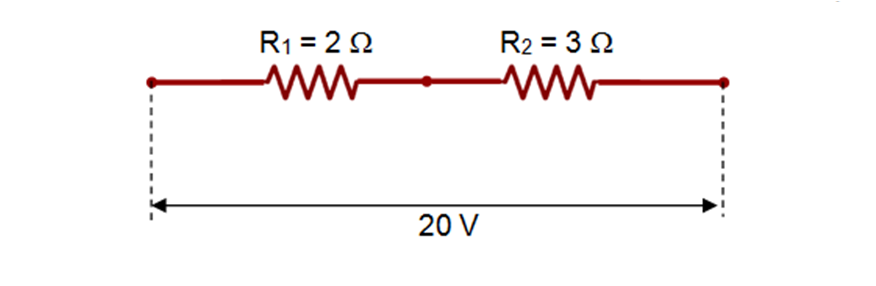 R₁ = 2 Ω
R₂ = 3 Ω
20 V